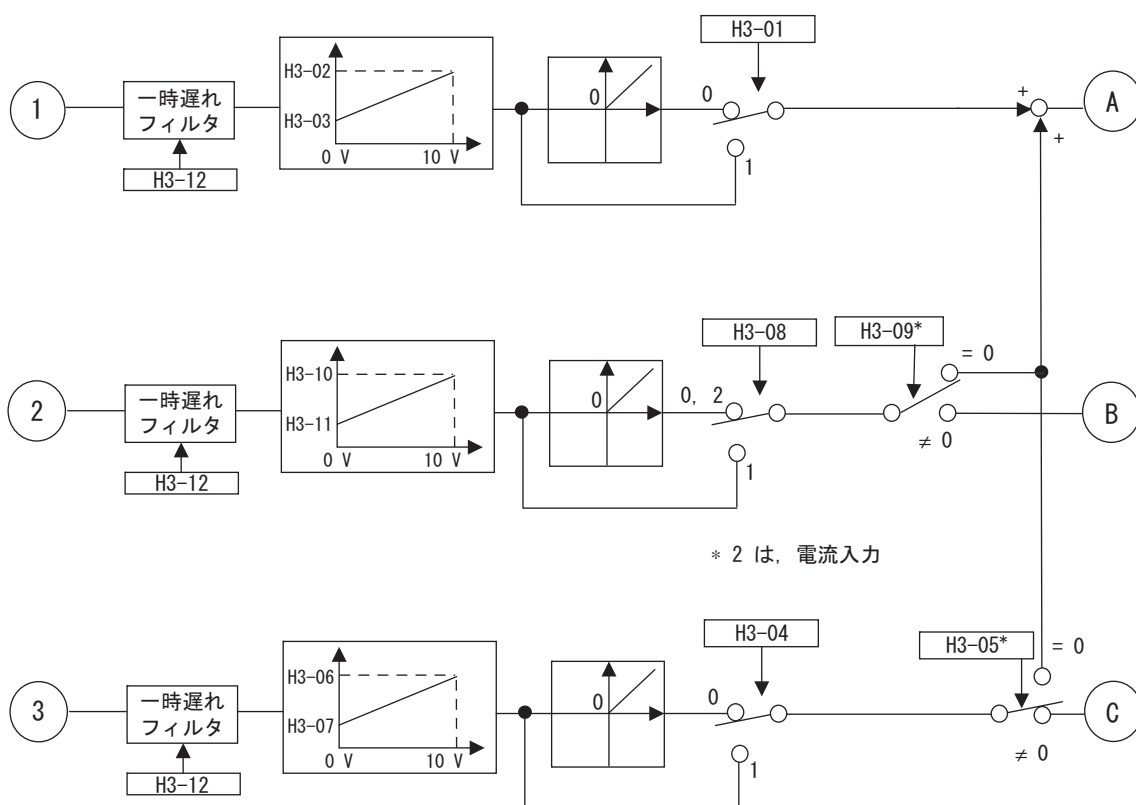 H3-01
1
一時遅れ
フィルタ
H3-12
H3-02
H3-03
0 V
10 V
0
0
1
+
+
A
2
一時遅れ
フィルタ
H3-12
H3-10
H3-11
0 V
10 V
0
H3-08
0, 2
1
H3-09*
= 0
≠ 0
B
* 2 は, 電流入力
3
一時遅れ
フィルタ
H3-12
H3-06
H3-07
0 V
10 V
0
H3-04
0
1
H3-05*
= 0
≠ 0
C